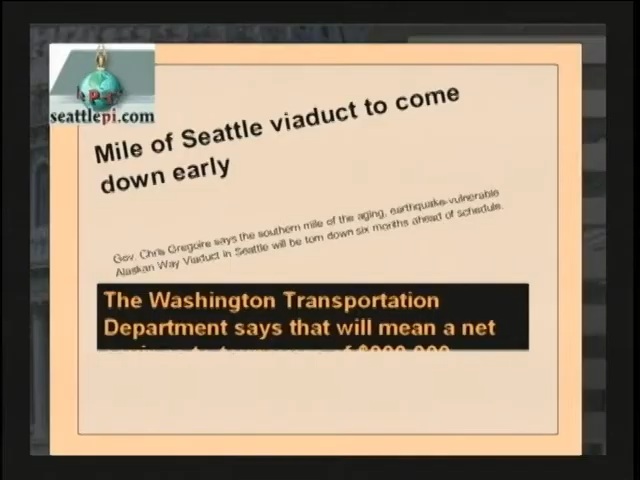 seattlepi.com
Mile of Seattle viaduct to come
down early
Gov. Chris Gregoire says the southern mile of the aging, earthquake-vulnerable
Alaskan Way Viaduct in Seattle will be torn down six months ahead of schedule.
The Washington Transportation
Department says that will mean a net